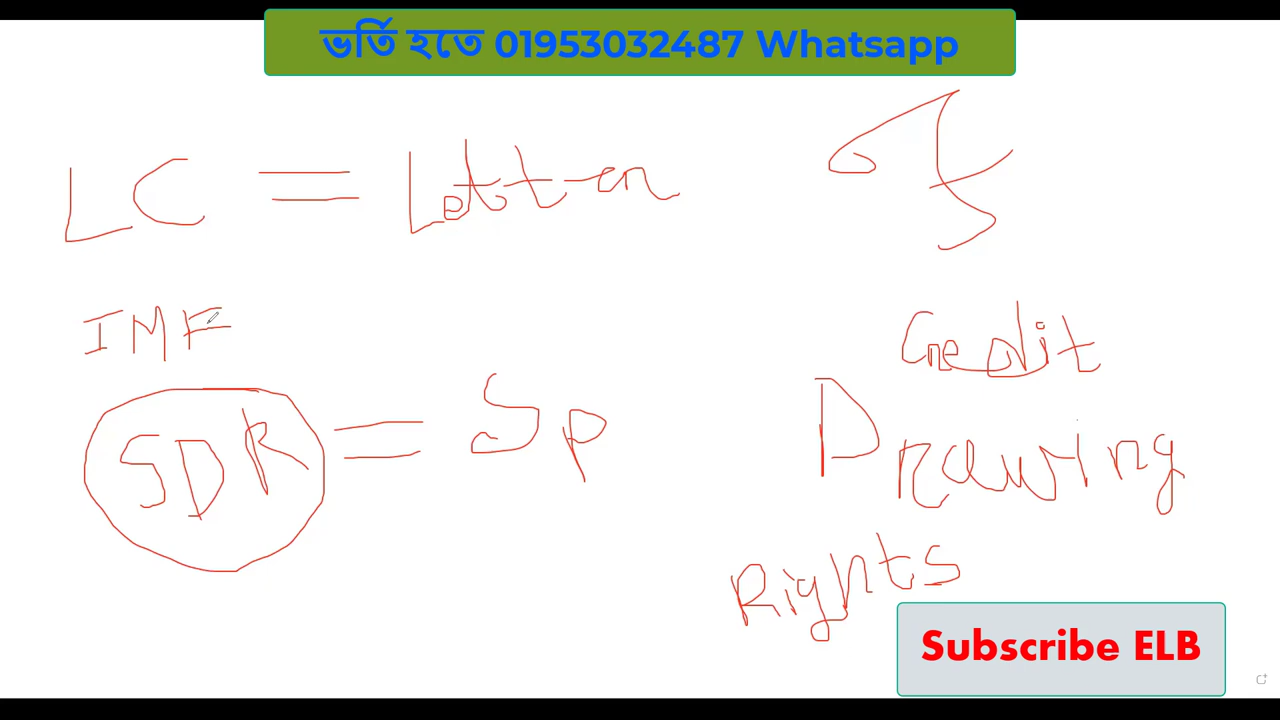 ভর্তি হতে 01953032487 Whatsapp
LC = Letter of
Credit
IMF
SDR = Sp Drawing
Rights
Subscribe ELB